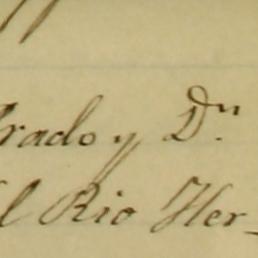 rado y Dn.
l Rio Her-